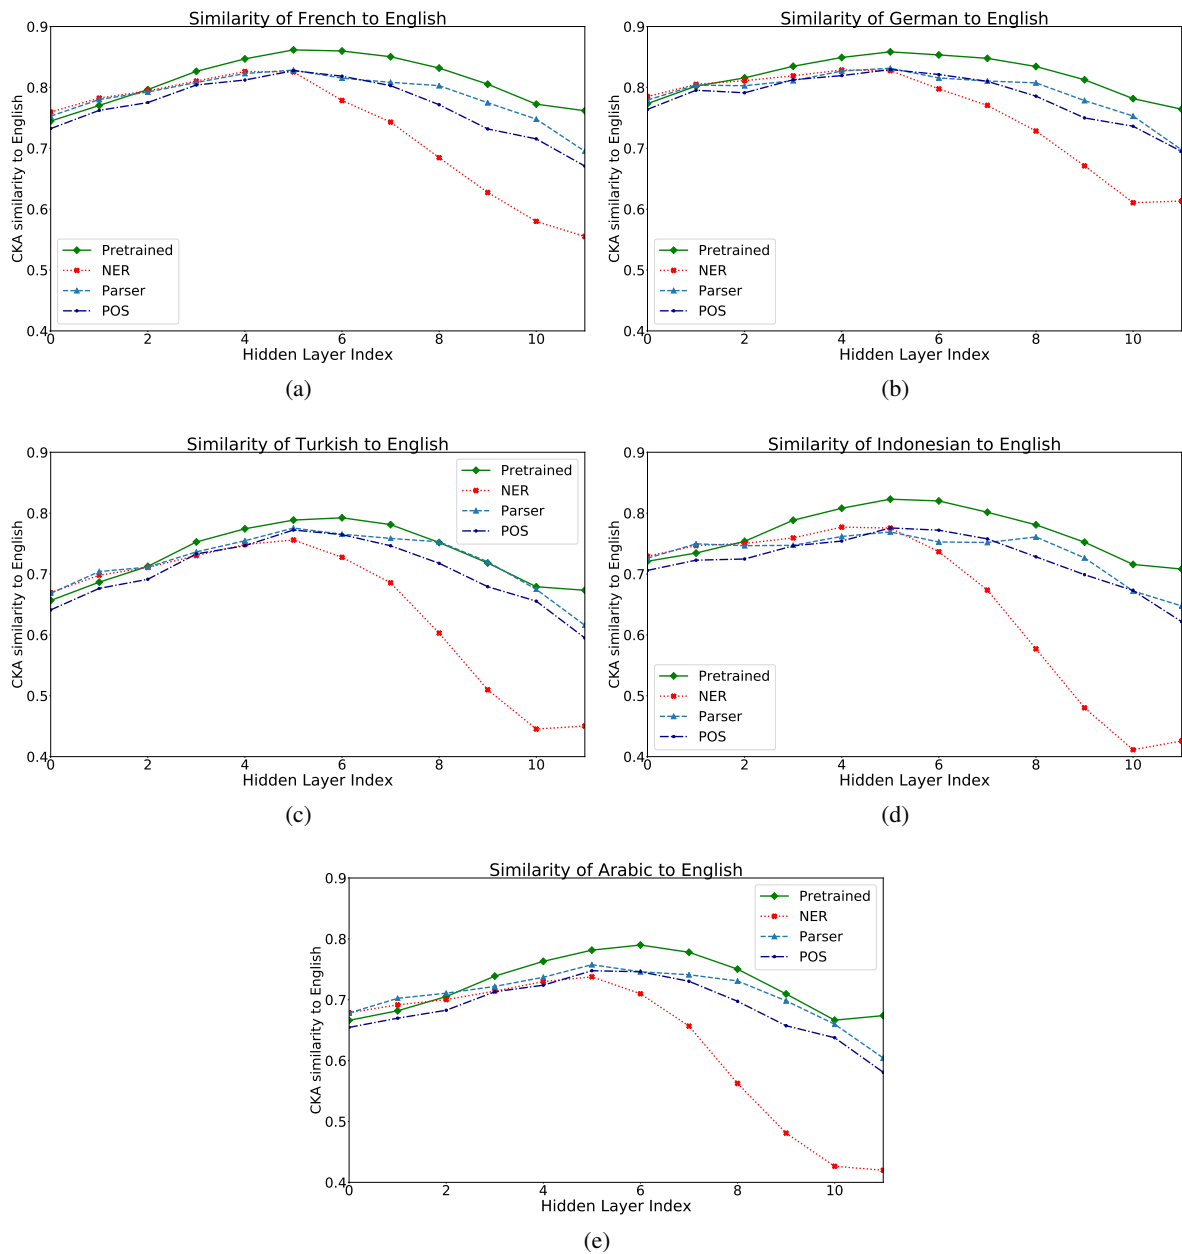 Similarity of French to English
0.9
0.8
0.7
0.6
0.5
0.4
CKA similarity to English
Pretrained
NER
Parser
POS
0 2 4 6 8 10
Hidden Layer Index
(a)
Similarity of German to English
0.9
0.8
0.7
0.6
0.5
0.4
CKA similarity to English
Pretrained
NER
Parser
POS
0 2 4 6 8 10
Hidden Layer Index
(b)
Similarity of Turkish to English
0.9
0.8
0.7
0.6
0.5
0.4
CKA similarity to English
Pretrained
NER
Parser
POS
0 2 4 6 8 10
Hidden Layer Index
(c)
Similarity of Indonesian to English
0.9
0.8
0.7
0.6
0.5
0.4
CKA similarity to English
Pretrained
NER
Parser
POS
0 2 4 6 8 10
Hidden Layer Index
(d)
Similarity of Arabic to English
0.9
0.8
0.7
0.6
0.5
0.4
CKA similarity to English
Pretrained
NER
Parser
POS
0 2 4 6 8 10
Hidden Layer Index
(e)